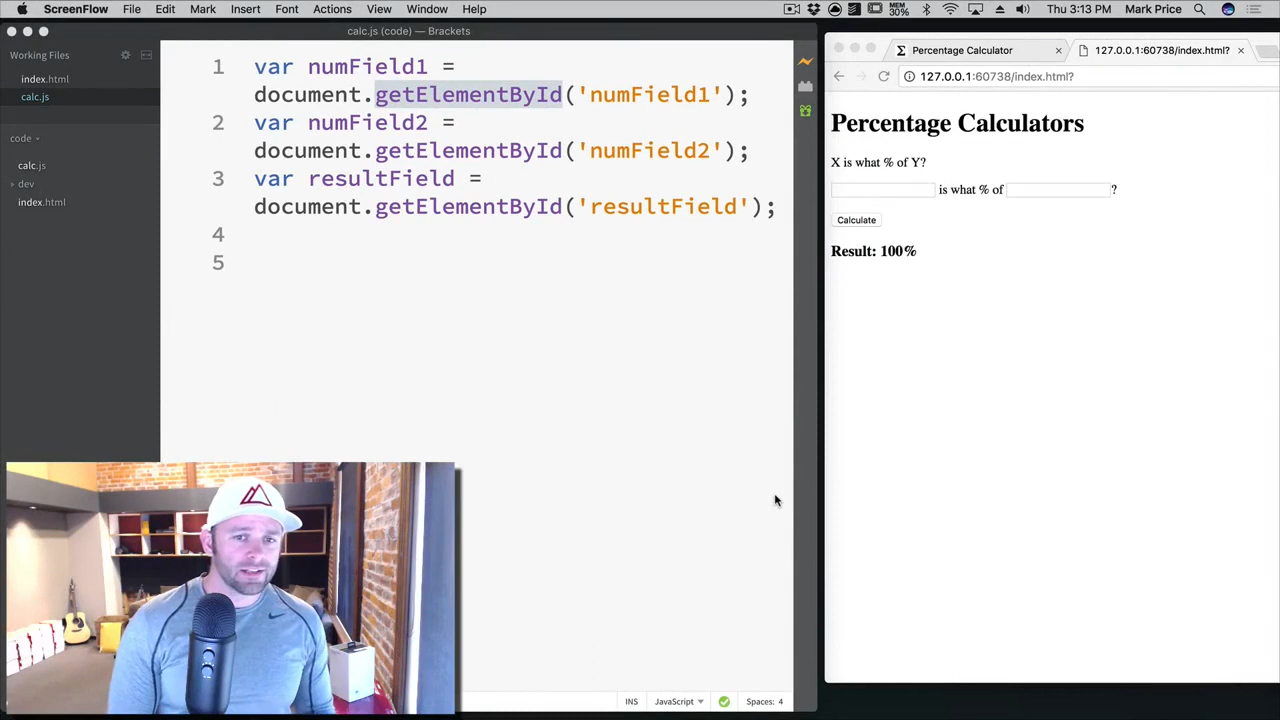 ScreenFlow File Edit Mark Insert Font Actions View Window Help
MEM 30% Thu 3:13 PM Mark Price
calc.js (code) — Brackets
Working Files
index.html
calc.js
code
calc.js
dev
index.html
1 var numField1 =
document.getElementById('numField1');
2 var numField2 =
document.getElementById('numField2');
3 var resultField =
document.getElementById('resultField');
4
5
INS JavaScript Spaces: 4
Percentage Calculator 127.0.0.1:60738/index.html?
127.0.0.1:60738/index.html?
Percentage Calculators
X is what % of Y?
is what % of ?
Calculate
Result: 100%